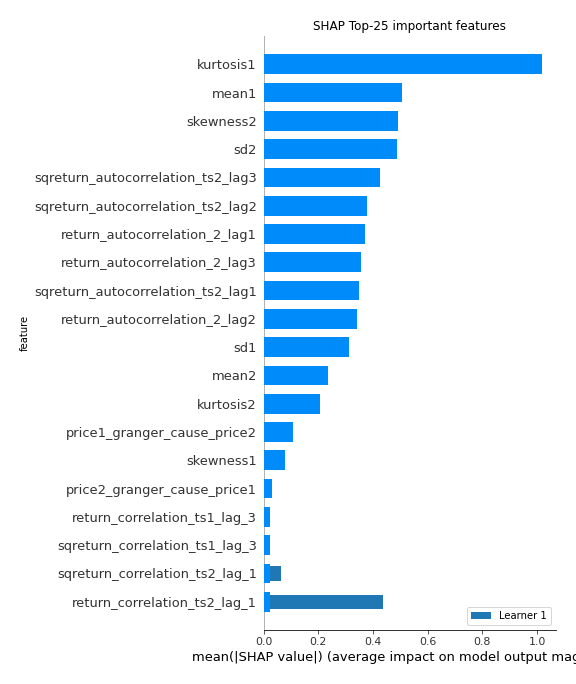 SHAP Top-25 important features
kurtosis1
mean1
skewness2
sd2
sqreturn_autocorrelation_ts2_lag3
sqreturn_autocorrelation_ts2_lag2
return_autocorrelation_2_lag1
return_autocorrelation_2_lag3
sqreturn_autocorrelation_ts2_lag1
return_autocorrelation_2_lag2
sd1
mean2
kurtosis2
price1_granger_cause_price2
skewness1
price2_granger_cause_price1
return_correlation_ts1_lag_3
sqreturn_correlation_ts1_lag_3
sqreturn_correlation_ts2_lag_1
return_correlation_ts2_lag_1
feature
Learner 1
0.0 0.2 0.4 0.6 0.8 1.0
mean(|SHAP value|) (average impact on model output mag